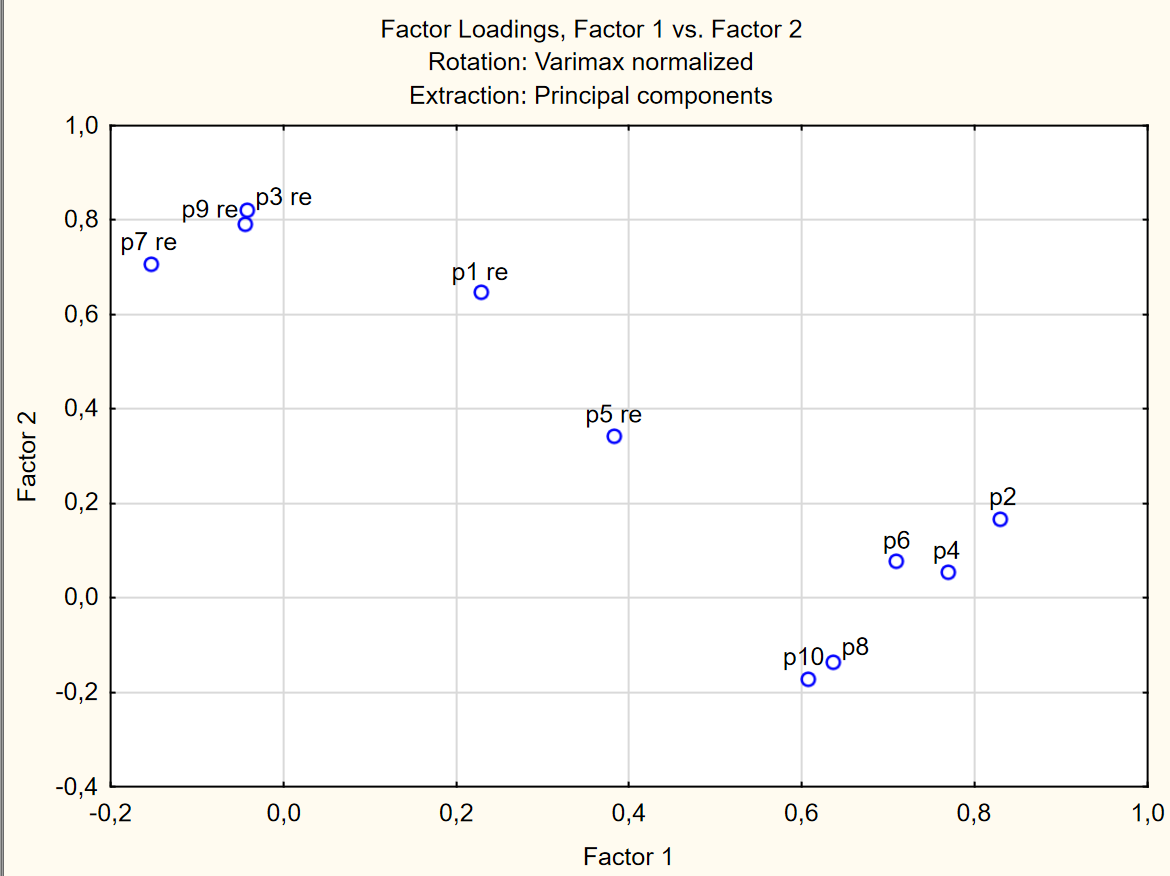 Factor Loadings, Factor 1 vs. Factor 2
Rotation: Varimax normalized
Extraction: Principal components
1,0
0,8
0,6
0,4
0,2
0,0
-0,2
-0,4
Factor 2
p3 re
p9 re
p7 re
p1 re
p5 re
p2
p6
p4
p8
p10
-0,2 0,0 0,2 0,4 0,6 0,8 1,0
Factor 1